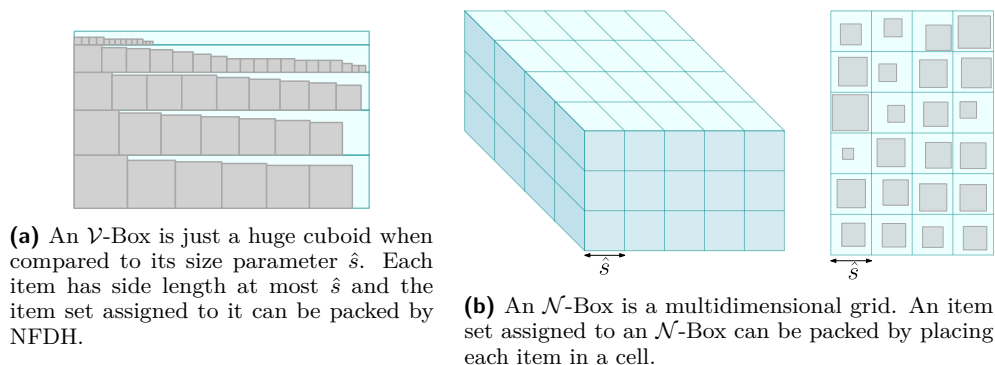 ŝ
ŝ
(a) An 𝒱-Box is just a huge cuboid when
compared to its size parameter ŝ. Each
item has side length at most ŝ and the
item set assigned to it can be packed by
NFDH.
(b) An 𝒩-Box is a multidimensional grid. An item
set assigned to an 𝒩-Box can be packed by placing
each item in a cell.